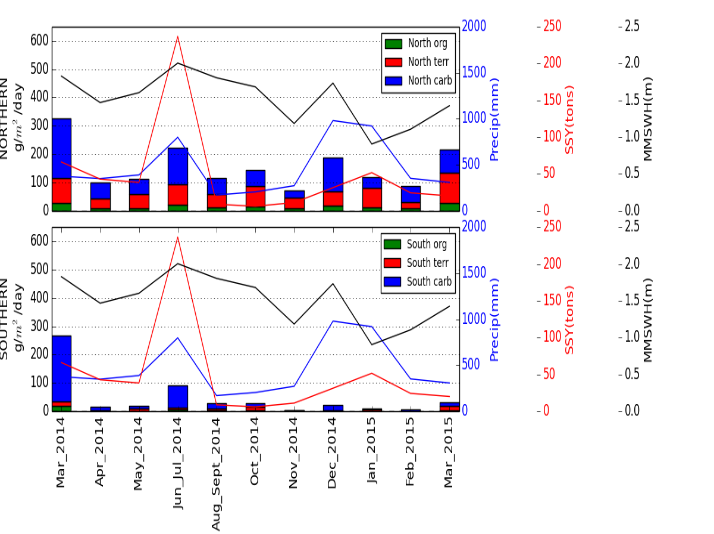 NORTHERN
g/m² /day
600
500
400
300
200
100
0
North org
North terr
North carb
2000
1500
1000
500
0
Precip(mm)
250
200
150
100
50
0
SSY(tons)
2.5
2.0
1.5
1.0
0.5
0.0
MMSWH(m)
SOUTHERN
g/m² /day
600
500
400
300
200
100
0
South org
South terr
South carb
2000
1500
1000
500
0
Precip(mm)
250
200
150
100
50
0
SSY(tons)
2.5
2.0
1.5
1.0
0.5
0.0
MMSWH(m)
Mar_2014
Apr_2014
May_2014
Jun_Jul_2014
Aug_Sept_2014
Oct_2014
Nov_2014
Dec_2014
Jan_2015
Feb_2015
Mar_2015